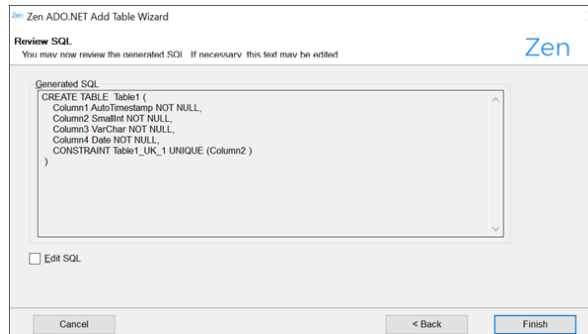 Zen Zen ADO.NET Add Table Wizard
Review SQL
You may now review the generated SQL. If necessary, this text may be edited
Zen
Generated SQL
CREATE TABLE Table1 (
Column1 AutoTimestamp NOT NULL,
Column2 SmallInt NOT NULL,
Column3 VarChar NOT NULL,
Column4 Date NOT NULL,
CONSTRAINT Table1_UK_1 UNIQUE (Column2 )
)
Edit SQL
Cancel
< Back
Finish